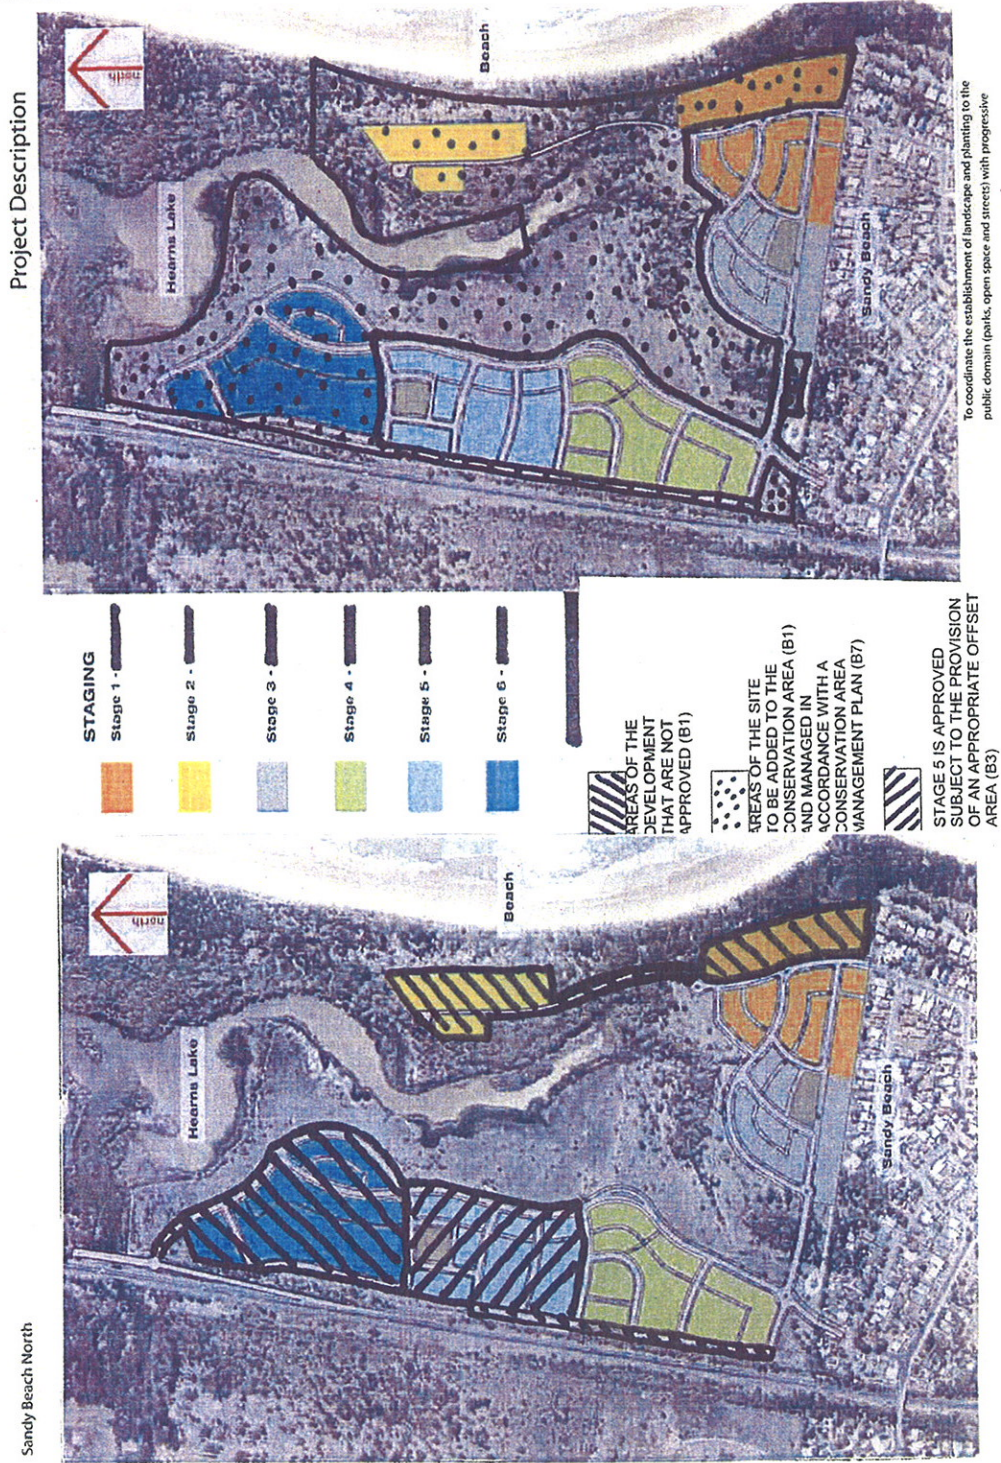 Sandy Beach North
Project Description
north
Hearns Lake
Beach
Sandy Beach
STAGING
Stage 1 -
Stage 2 -
Stage 3 -
Stage 4 -
Stage 5 -
Stage 6 -
AREAS OF THE
DEVELOPMENT
THAT ARE NOT
APPROVED (B1)
AREAS OF THE SITE
TO BE ADDED TO THE
CONSERVATION AREA (B1)
AND MANAGED IN
ACCORDANCE WITH A
CONSERVATION AREA
MANAGEMENT PLAN (B7)
STAGE 5 IS APPROVED
SUBJECT TO THE PROVISION
OF AN APPROPRIATE OFFSET
AREA (B3)
north
Hearns Lake
Beach
Sandy Beach
To coordinate the establishment of landscape and planting to the
public domain (parks, open space and streets) with progressive